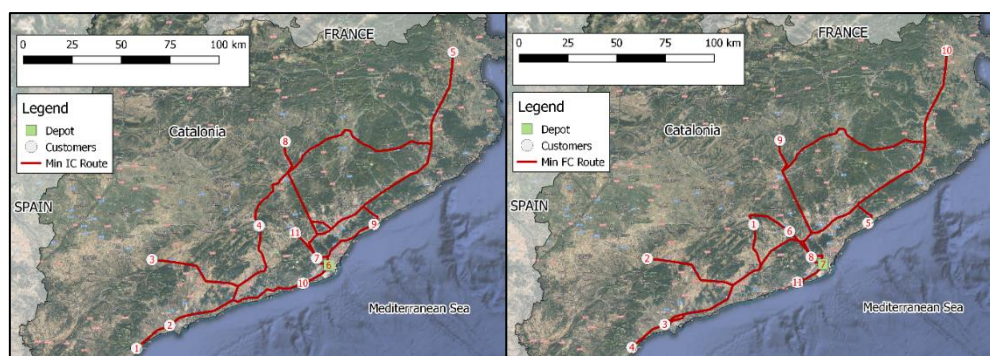 FRANCE
0 25 50 75 100 km
5
Legend
Depot
Customers
Min IC Route
Catalonia
8
SPAIN
4
9
11
7
3
6
10
Mediterranean Sea
2
1
FRANCE
0 25 50 75 100 km
10
Legend
Depot
Customers
Min FC Route
Catalonia
9
SPAIN
1
5
6
2
8
7
11
Mediterranean Sea
3
4